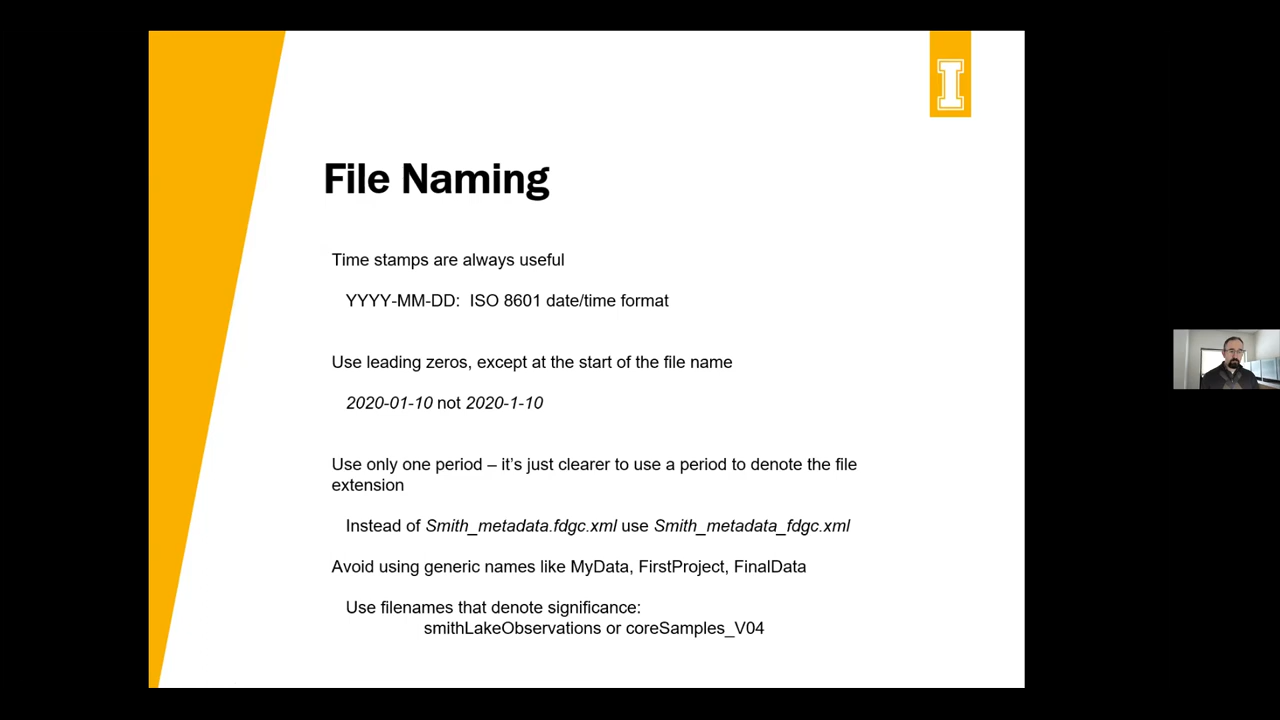 I
File Naming
Time stamps are always useful
YYYY-MM-DD: ISO 8601 date/time format
Use leading zeros, except at the start of the file name
2020-01-10 not 2020-1-10
Use only one period – it's just clearer to use a period to denote the file
extension
Instead of Smith_metadata.fdgc.xml use Smith_metadata_fdgc.xml
Avoid using generic names like MyData, FirstProject, FinalData
Use filenames that denote significance:
smithLakeObservations or coreSamples_V04